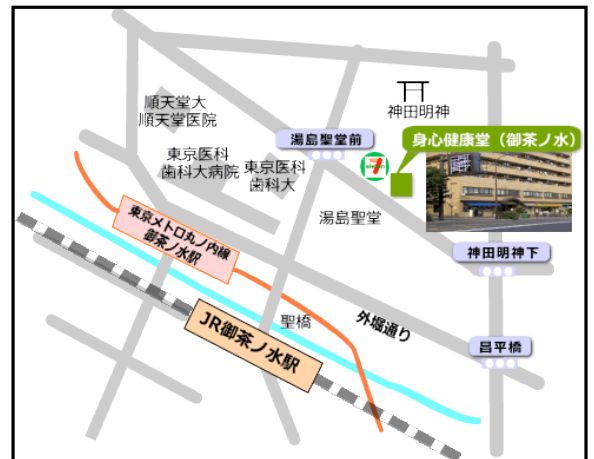 順天堂大
順天堂医院
神田明神
湯島聖堂前
身心健康堂（御茶ノ水）
東京医科
歯科大病院
東京医科
歯科大
7
湯島聖堂
東京メトロ丸ノ内線
御茶ノ水駅
神田明神下
聖橋
外堀通り
JR御茶ノ水駅
昌平橋